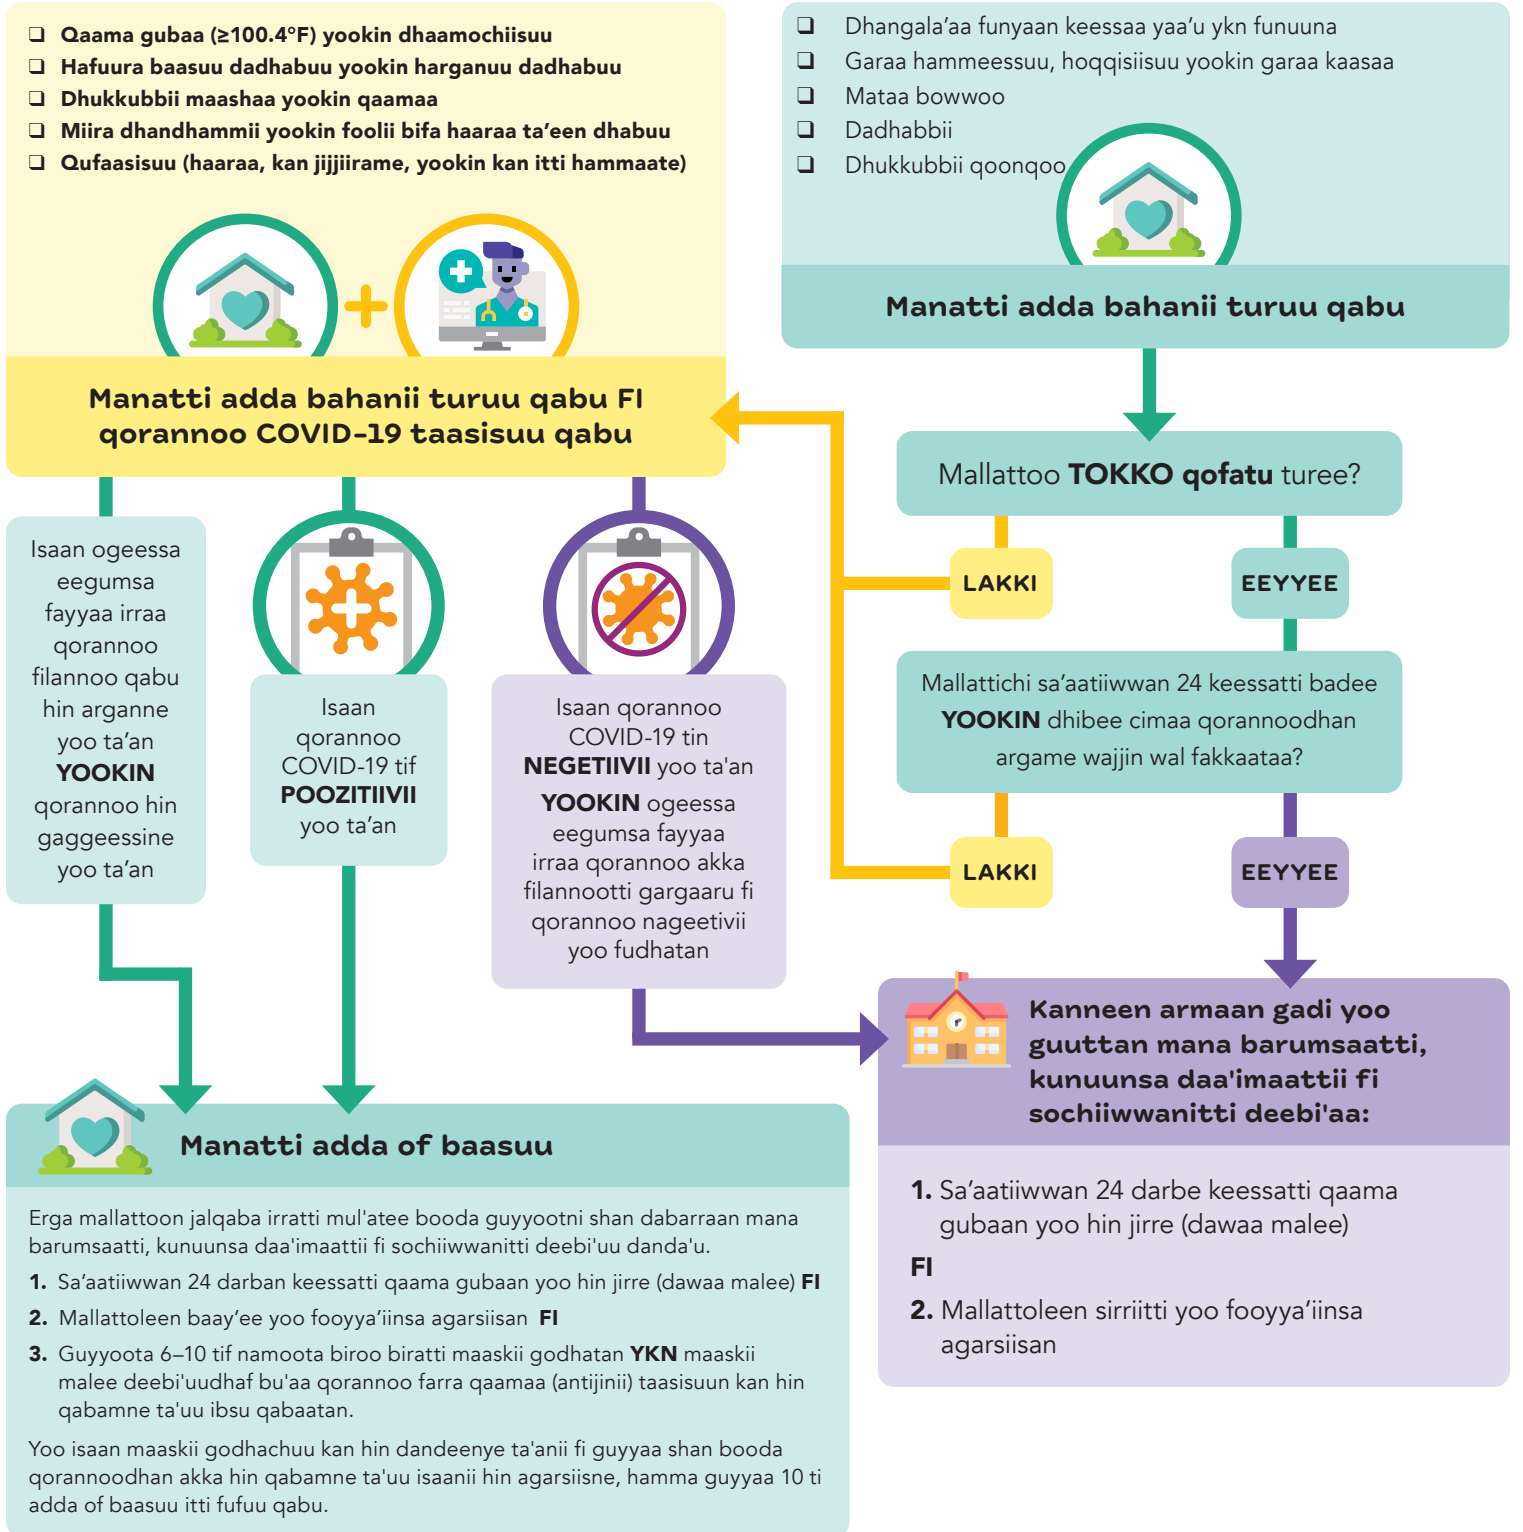 ❑ Qaama gubaa (≥100.4°F) yookin dhaamochiisuu
❑ Hafuura baasuu dadhabuu yookin harganuu dadhabuu
❑ Dhukkubbii maashaa yookin qaamaa
❑ Miira dhandhammii yookin foolii bifa haaraa ta’een dhabuu
❑ Qufaasisuu (haaraa, kan jijjiirame, yookin kan itti hammaate)
Manatti adda bahanii turuu qabu FI
qorannoo COVID-19 taasisuu qabu
❑ Dhangala’aa funyaan keessaa yaa’u ykn funuuna
❑ Garaa hammeessuu, hoqqisiisuu yookin garaa kaasaa
❑ Mataa bowwoo
❑ Dadhabbii
❑ Dhukkubbii qoonqoo
Manatti adda bahanii turuu qabu
Mallattoo TOKKO qofatu turee?
LAKKI
EEYYEE
Mallattichi sa’aatiiwwan 24 keessatti badee
YOOKIN dhibee cimaa qorannoodhan
argame wajjin wal fakkaataa?
LAKKI
EEYYEE
Isaan ogeessa
eegumsa
fayyaa irraa
qorannoo
filannoo qabu
hin arganne
yoo ta’an
YOOKIN
qorannoo hin
gaggeessine
yoo ta’an
Isaan
qorannoo
COVID-19 tif
POOZITIIVII
yoo ta’an
Isaan qorannoo
COVID-19 tin
NEGETIIVII yoo ta'an
YOOKIN ogeessa
eegumsa fayyaa
irraa qorannoo akka
filannootti gargaaru fi
qorannoo nageetivii
yoo fudhatan
Kanneen armaan gadi yoo
guuttan mana barumsaatti,
kunuunsa daa'imaattii fi
sochiiwwanitti deebi'aa:
1. Sa’aatiiwwan 24 darbe keessatti qaama
gubaan yoo hin jirre (dawaa malee)
FI
2. Mallattoleen sirriitti yoo fooyya’iinsa
agarsiisan
Manatti adda of baasuu
Erga mallattoon jalqaba irratti mul'atee booda guyyootni shan dabarraan mana
barumsaatti, kunuunsa daa'imaattii fi sochiiwwanitti deebi'uu danda'u.
1. Sa’aatiiwwan 24 darban keessatti qaama gubaan yoo hin jirre (dawaa malee) FI
2. Mallattoleen baay’ee yoo fooyya’iinsa agarsiisan FI
3. Guyyoota 6–10 tif namoota biroo biratti maaskii godhatan YKN maaskii
malee deebi'uudhaf bu'aa qorannoo farra qaamaa (antijinii) taasisuun kan hin
qabamne ta'uu ibsu qabaatan.
Yoo isaan maaskii godhachuu kan hin dandeenye ta'anii fi guyyaa shan booda
qorannoodhan akka hin qabamne ta'uu isaanii hin agarsiisne, hamma guyyaa 10 ti
adda of baasuu itti fufuu qabu.